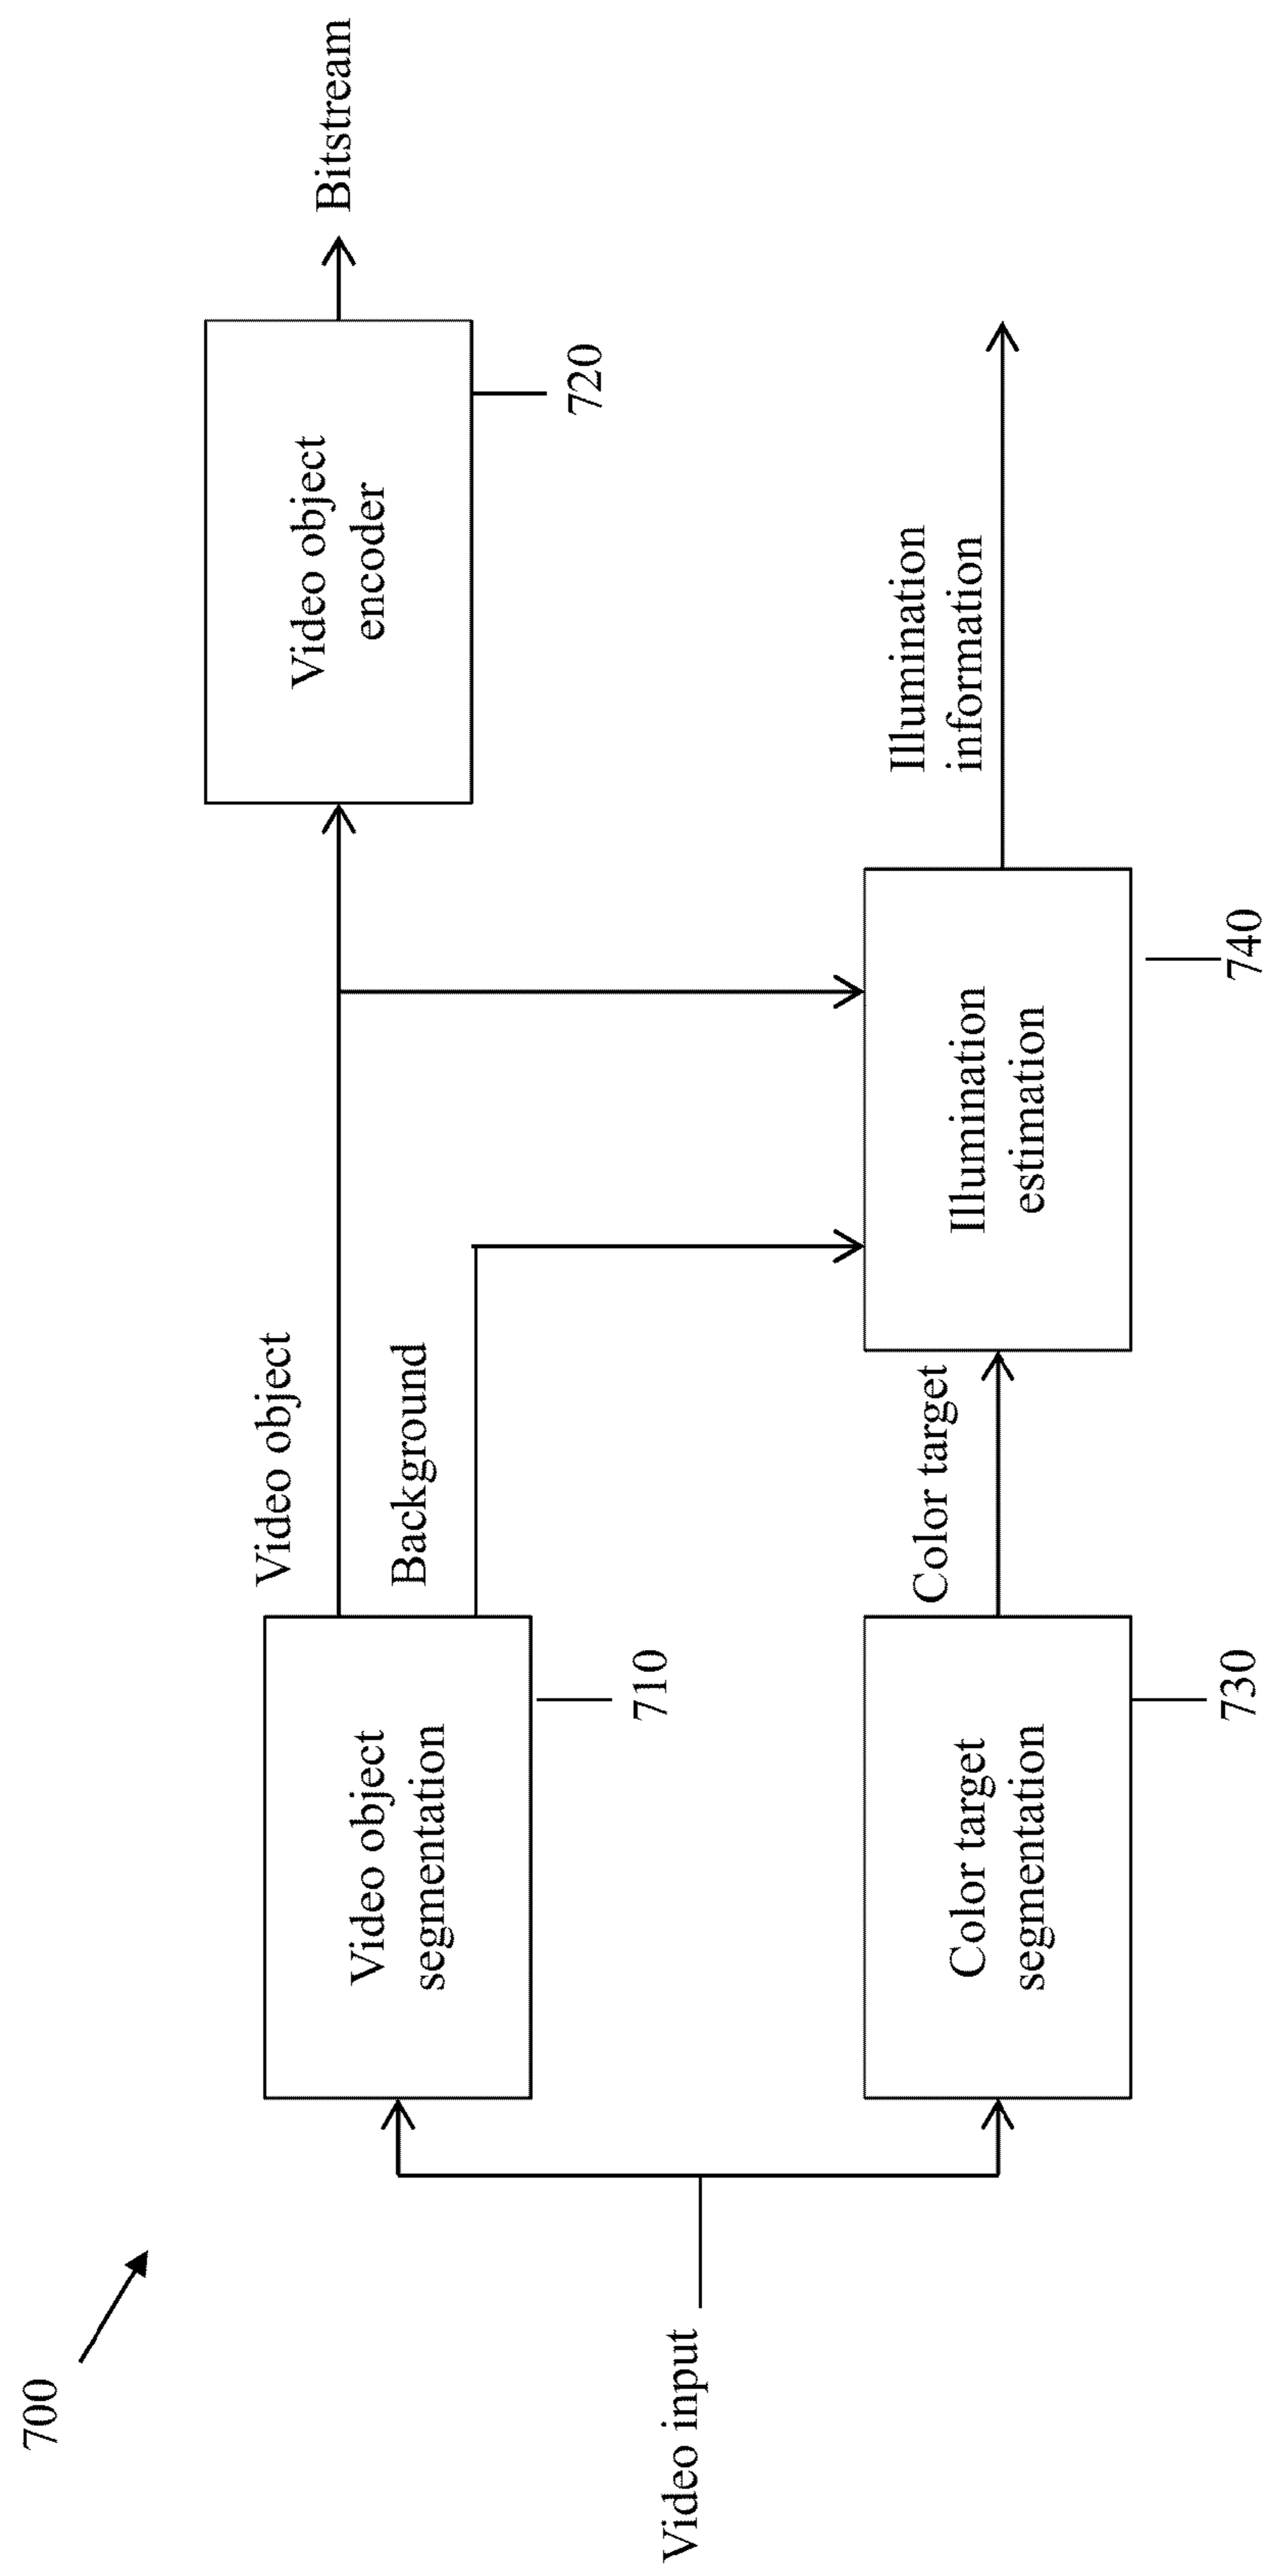 700
Video input
Video object
segmentation
710
Video object
Background
Video object
encoder
720
Bitstream
Color target
segmentation
730
Color target
Illumination
estimation
740
Illumination
information